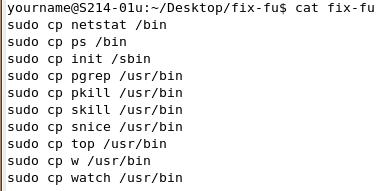 yourname@S214-01u:~/Desktop/fix-fu$ cat fix-fu
sudo cp netstat /bin
sudo cp ps /bin
sudo cp init /sbin
sudo cp pgrep /usr/bin
sudo cp pkill /usr/bin
sudo cp skill /usr/bin
sudo cp snice /usr/bin
sudo cp top /usr/bin
sudo cp w /usr/bin
sudo cp watch /usr/bin